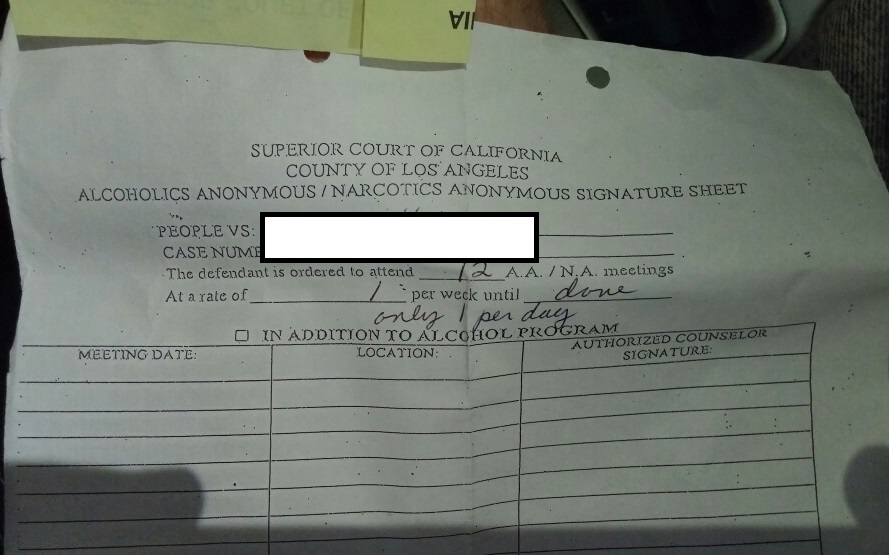 SUPERIOR COURT OF CALIFORNIA
COUNTY OF LOS ANGELES
ALCOHOLICS ANONYMOUS / NARCOTICS ANONYMOUS SIGNATURE SHEET
PEOPLE VS:
CASE NUMB
The defendant is ordered to attend 12 A.A. / N.A. meetings
At a rate of 1 per week until done
only 1 per day
☐ IN ADDITION TO ALCOHOL PROGRAM
MEETING DATE: LOCATION: AUTHORIZED COUNSELOR SIGNATURE: